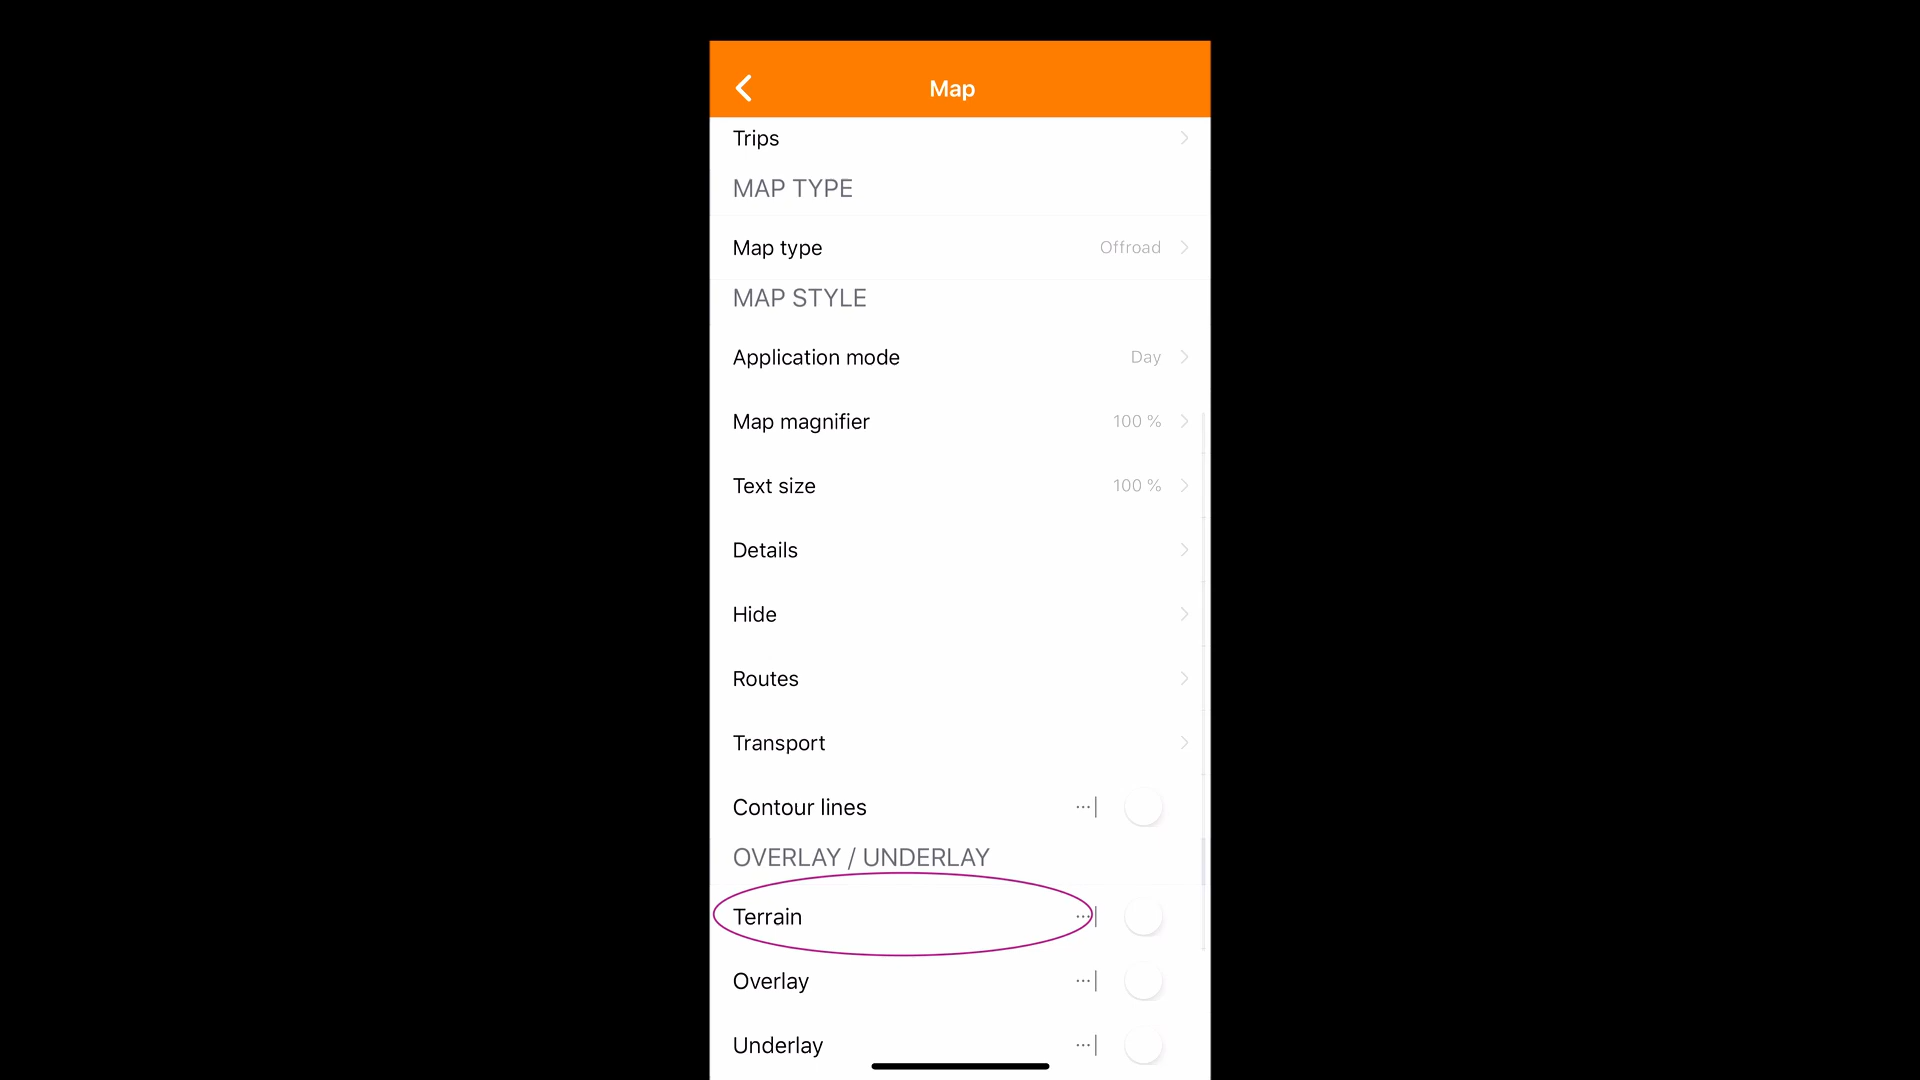 Map
Trips
MAP TYPE
Map type Offroad
MAP STYLE
Application mode Day
Map magnifier 100 %
Text size 100 %
Details
Hide
Routes
Transport
Contour lines
OVERLAY / UNDERLAY
Terrain
Overlay
Underlay